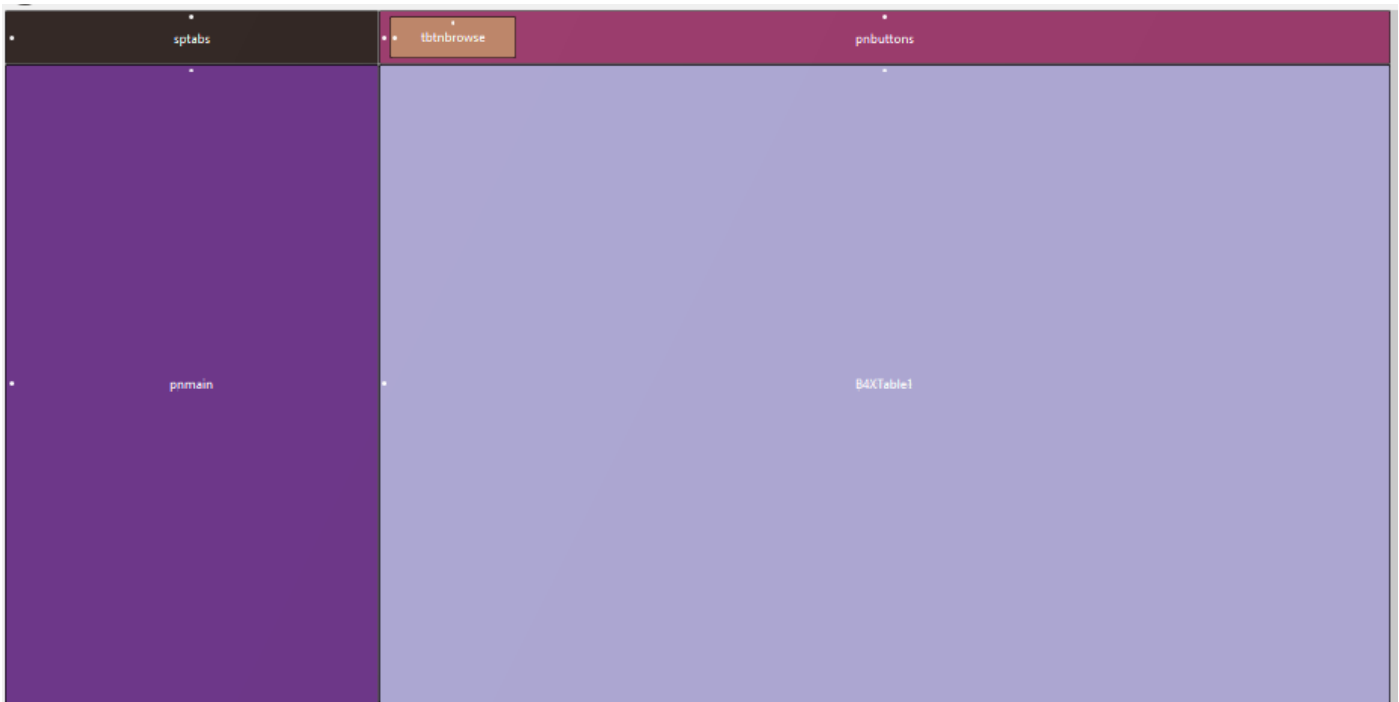 sptabs
tbtnbrowse
pnbuttons
pnmain
B4XTable1